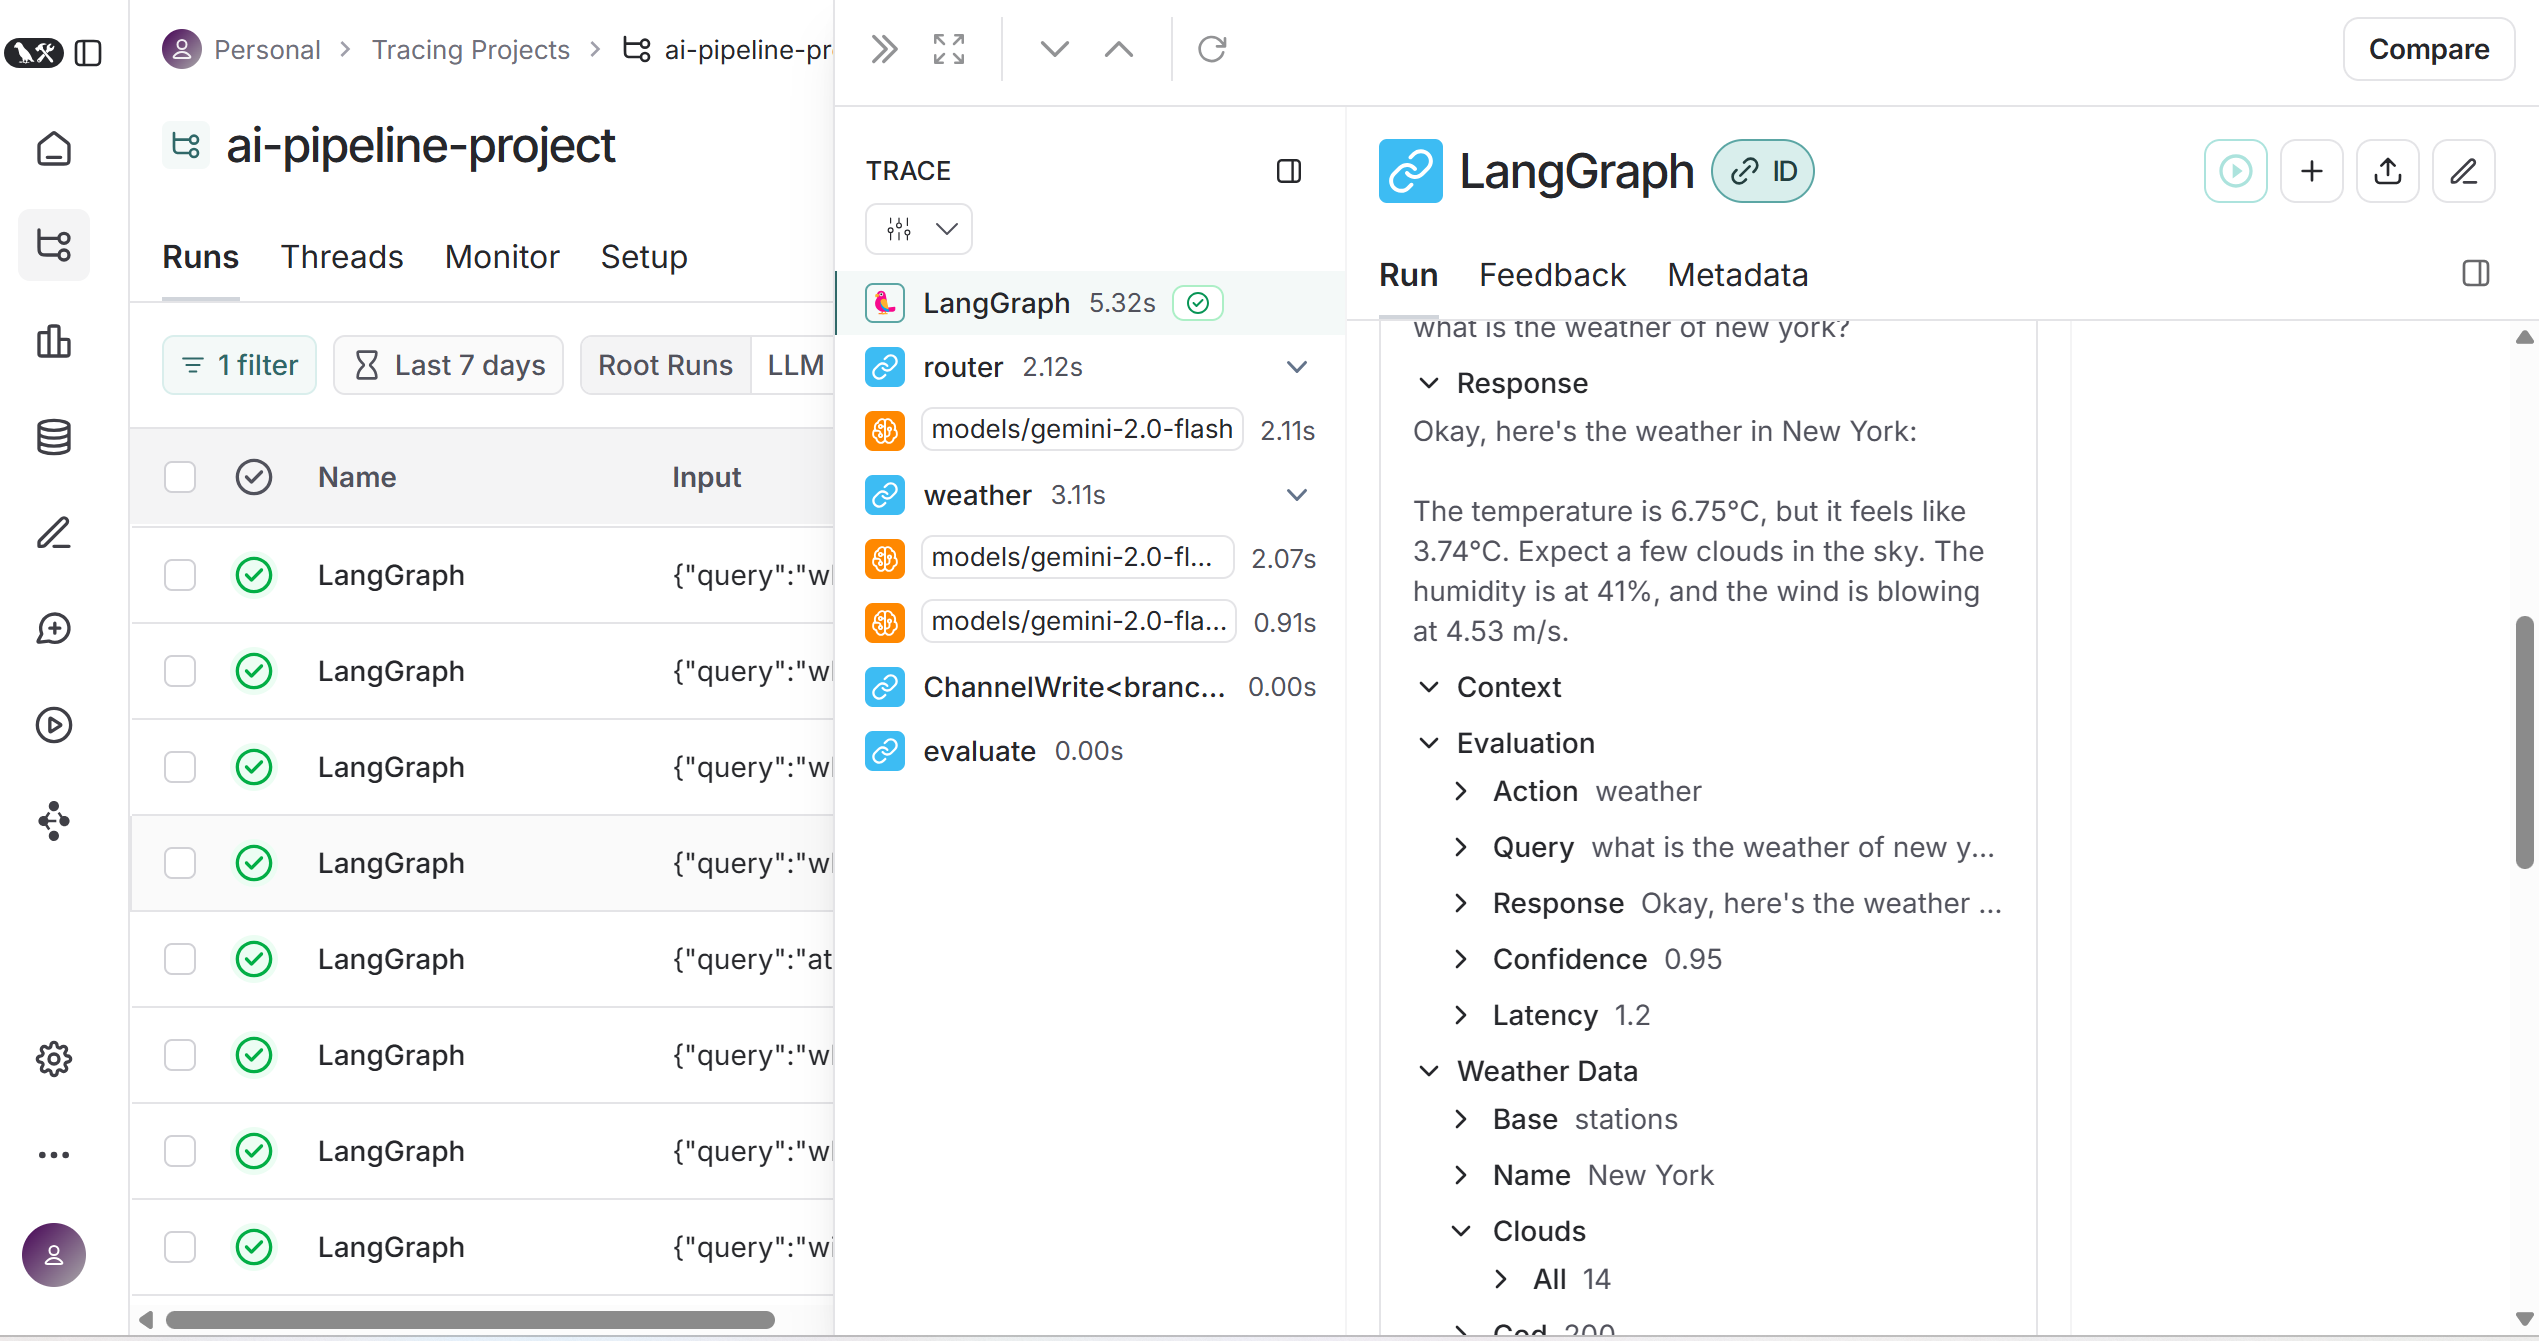 Personal > Tracing Projects > ai-pipeline-pr
ai-pipeline-project
Runs Threads Monitor Setup
1 filter Last 7 days Root Runs LLM
Name Input
LangGraph {"query":"w
LangGraph {"query":"w
LangGraph {"query":"w
LangGraph {"query":"w
LangGraph {"query":"at
LangGraph {"query":"w
LangGraph {"query":"w
LangGraph {"query":"wi
TRACE
LangGraph 5.32s
router 2.12s
models/gemini-2.0-flash 2.11s
weather 3.11s
models/gemini-2.0-fl... 2.07s
models/gemini-2.0-fla... 0.91s
ChannelWrite<branc... 0.00s
evaluate 0.00s
Compare
LangGraph ID
Run Feedback Metadata
what is the weather of new york?
Response
Okay, here's the weather in New York:
The temperature is 6.75°C, but it feels like
3.74°C. Expect a few clouds in the sky. The
humidity is at 41%, and the wind is blowing
at 4.53 m/s.
Context
Evaluation
Action weather
Query what is the weather of new y...
Response Okay, here's the weather ...
Confidence 0.95
Latency 1.2
Weather Data
Base stations
Name New York
Clouds
All 14
Cod 200